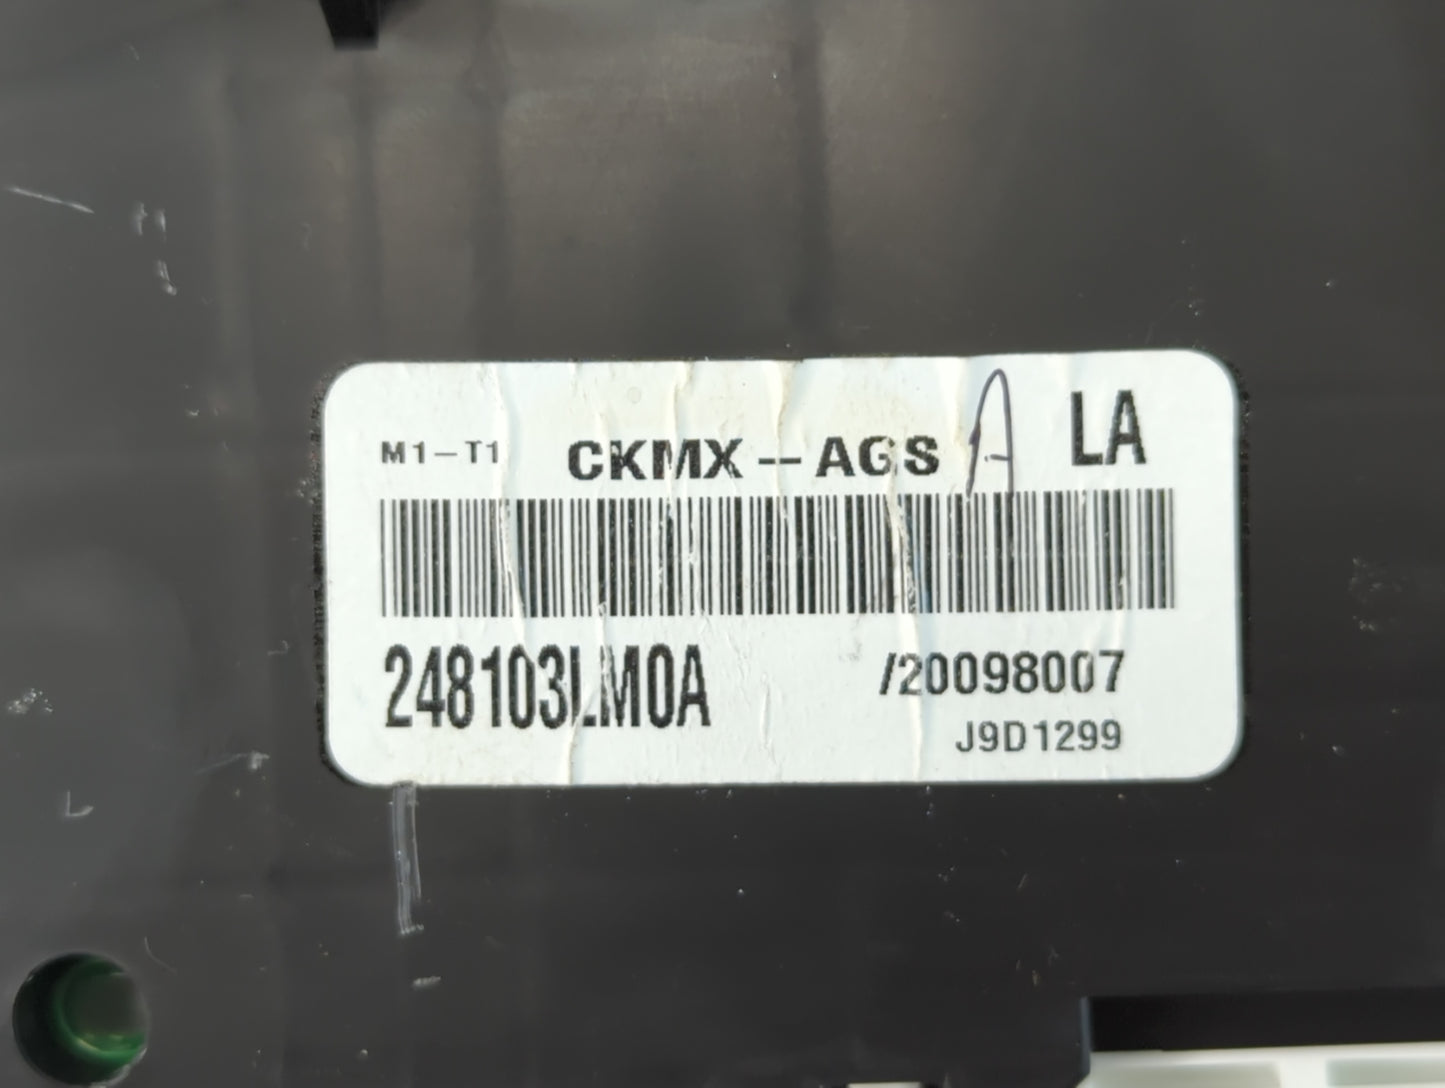 M1-T1 CKMX--AGS A LA
248103LM0A /20098007
J9D1299